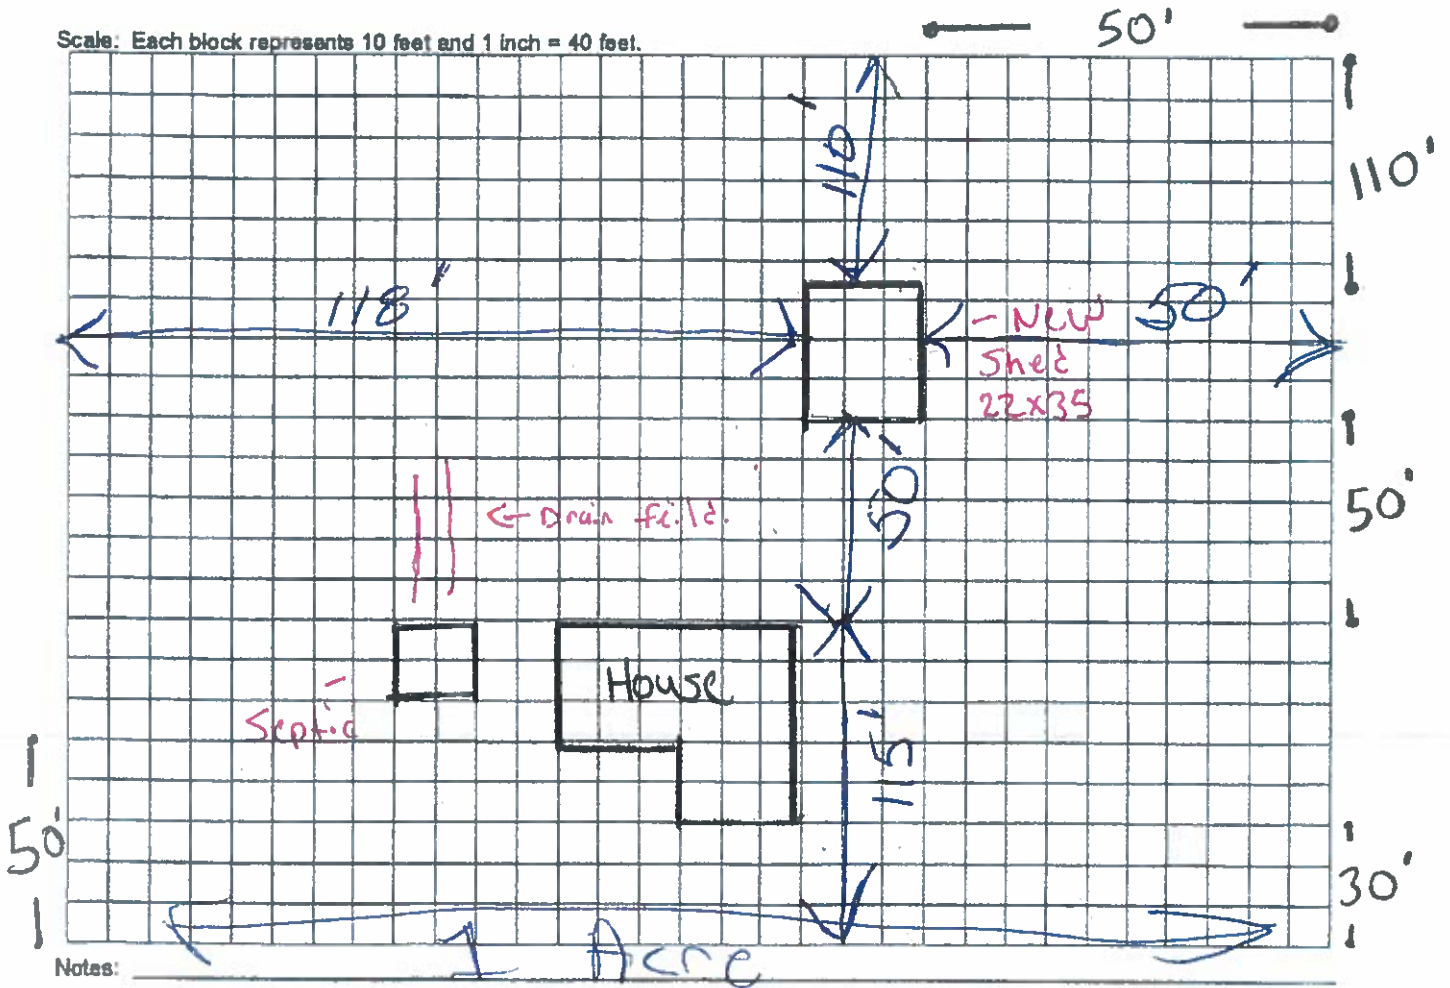 50'
Scale: Each block represents 10 feet and 1 inch = 40 feet.
110'
110'
118"
50'
- New
Shed
22x35
50'
50'
← Drain feild.
House
Septic
115'
50'
30'
1 Acre
Notes: